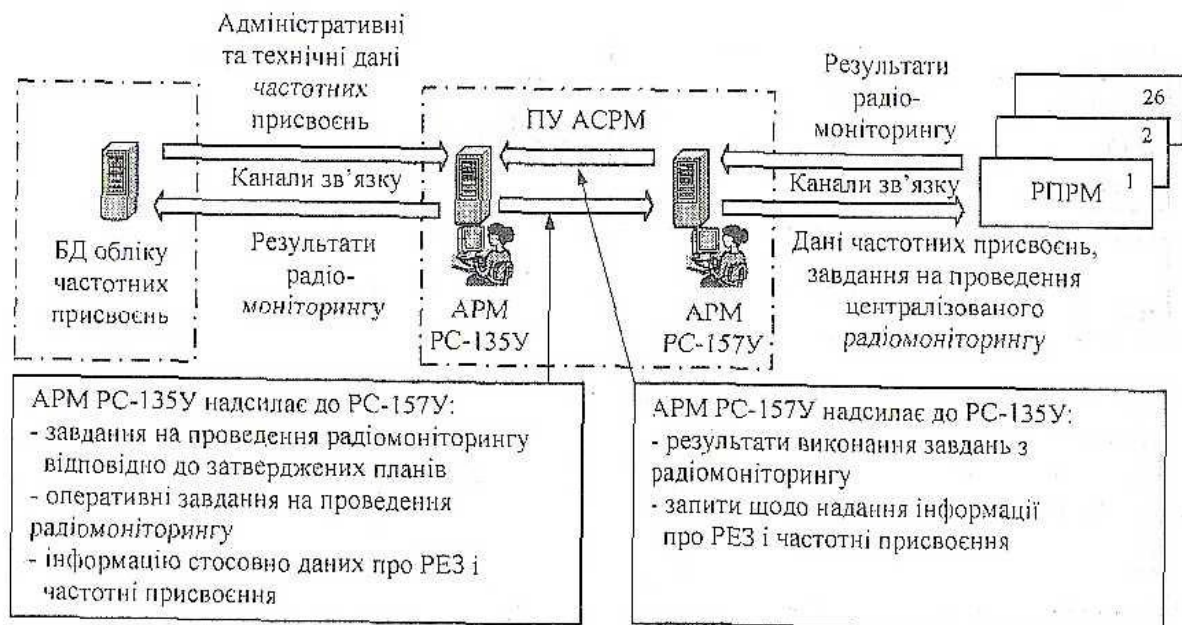 Адміністративні
та технічні дані
частотних
присвоєнь
Канали зв'язку
Результати
радіо-
моніторингу
БД обліку
частотних
присвоєнь
ПУ АСРМ
АРМ
РС-135У
АРМ
РС-157У
Результати
радіо-
моніторингу
Канали зв'язку
26
2
1
РПРМ
Дані частотних присвоєнь,
завдання на проведення
централізованого
радіомоніторингу
АРМ РС-135У надсилає до РС-157У:
- завдання на проведення радіомоніторингу
відповідно до затверджених планів
- оперативні завдання на проведення
радіомоніторингу
- інформацію стосовно даних про РЕЗ і
частотні присвоєння
АРМ РС-157У надсилає до РС-135У:
- результати виконання завдань з
радіомоніторингу
- запити щодо надання інформації
про РЕЗ і частотні присвоєння